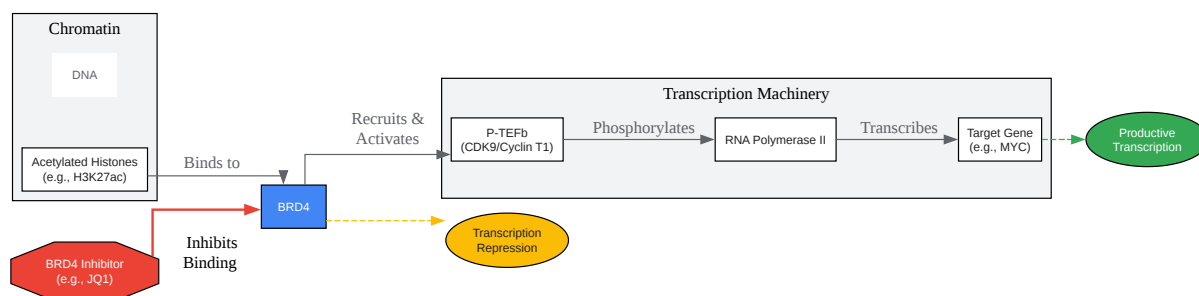 Chromatin
DNA
Acetylated Histones
(e.g., H3K27ac)
Binds to
BRD4 Inhibitor
(e.g., JQ1)
Inhibits
Binding
BRD4
Recruits &
Activates
Transcription Machinery
P-TEFb
(CDK9/Cyclin T1)
Phosphorylates
RNA Polymerase II
Transcribes
Target Gene
(e.g., MYC)
Productive
Transcription
Transcription
Repression